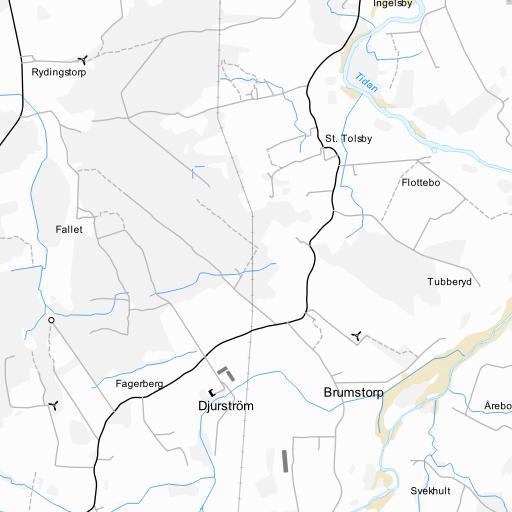 Ingelsby
Rydingstorp
Tidan
St. Tolsby
Flottebo
Fallet
Tubberyd
Fagerberg
Brumstorp
Djurström
Årebo
Svekhult